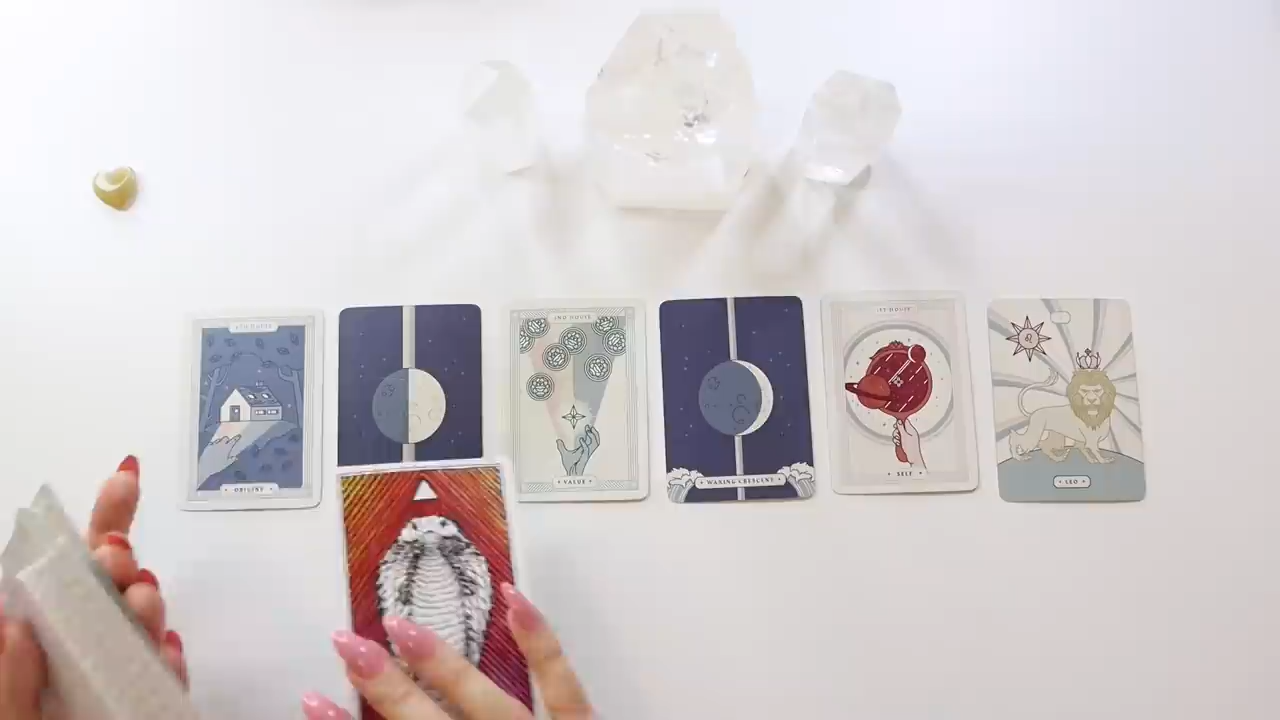 4TH HOUSE
ORIGINS
2ND HOUSE
VALUE
WAXING CRESCENT
1ST HOUSE
SELF
LEO